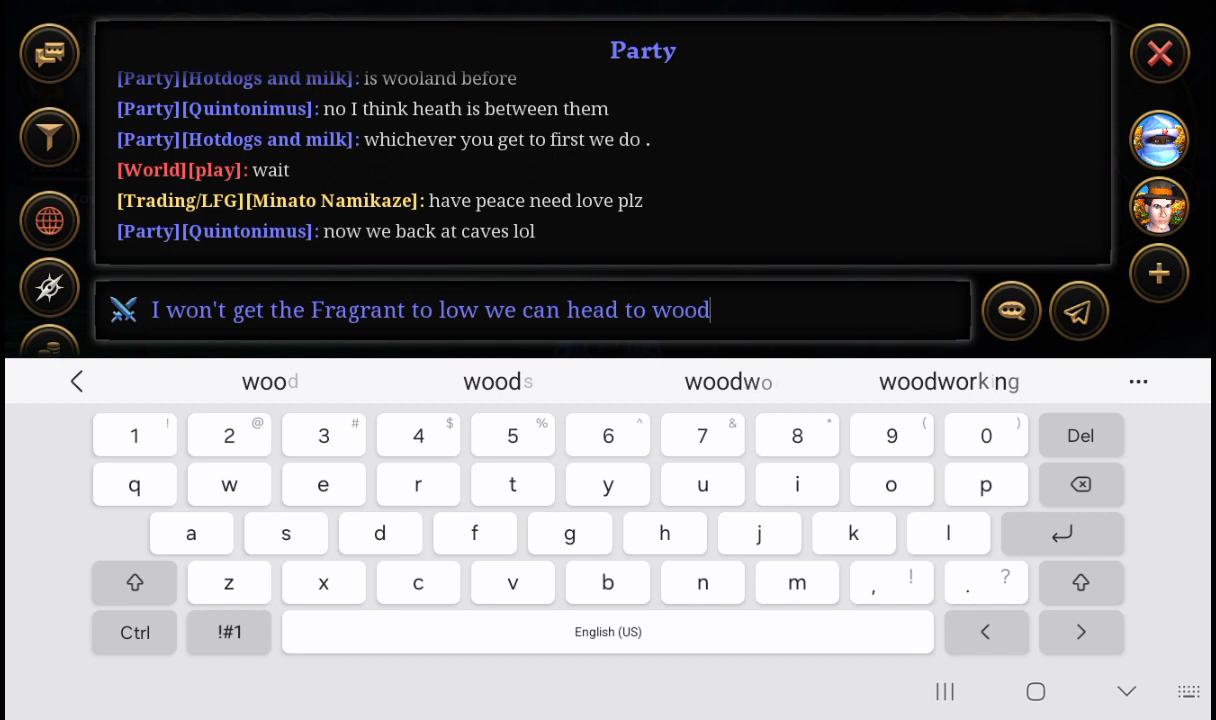 Party
[Party][Hotdogs and milk]: is wooland before
[Party][Quintonimus]: no I think heath is between them
[Party][Hotdogs and milk]: whichever you get to first we do .
[World][play]: wait
[Trading/LFG][Minato Namikaze]: have peace need love plz
[Party][Quintonimus]: now we back at caves lol
I won't get the Fragrant to low we can head to wood
wood woods woodwo woodworking
1 ! 2 @ 3 # 4 $ 5 % 6 ^ 7 & 8 * 9 ( 0 ) Del
q w e r t y u i o p
a s d f g h j k l
z x c v b n m , ! . ?
Ctrl !#1 English (US) < >